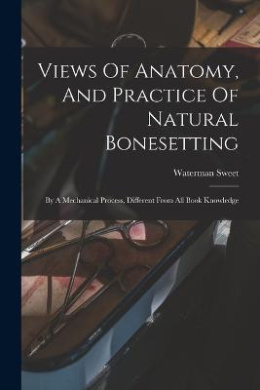 Views Of Anatomy,
And Practice Of
Natural
Bonesetting
Waterman Sweet
By A Mechanical Process, Different From All Book Knowledge